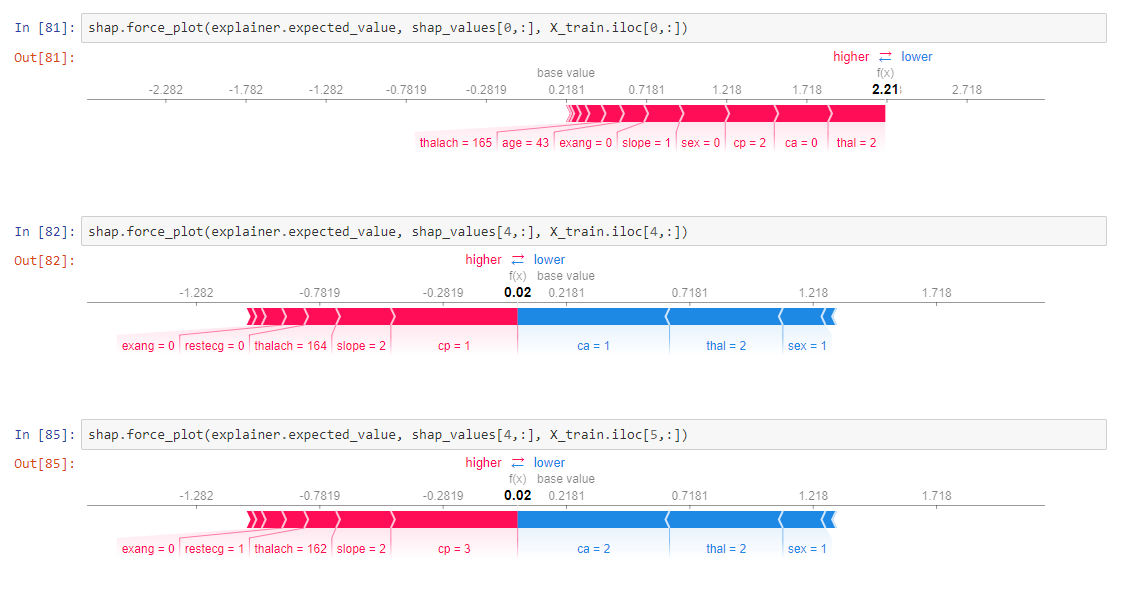 In [81]: shap.force_plot(explainer.expected_value, shap_values[0,:], X_train.iloc[0,:])
Out[81]:
higher ⇄ lower
base value f(x)
-2.282 -1.782 -1.282 -0.7819 -0.2819 0.2181 0.7181 1.218 1.718 2.21 2.718
thalach = 165 age = 43 exang = 0 slope = 1 sex = 0 cp = 2 ca = 0 thal = 2
In [82]: shap.force_plot(explainer.expected_value, shap_values[4,:], X_train.iloc[4,:])
Out[82]:
higher ⇄ lower
f(x) base value
-1.282 -0.7819 -0.2819 0.02 0.2181 0.7181 1.218 1.718
exang = 0 restecg = 0 thalach = 164 slope = 2 cp = 1 ca = 1 thal = 2 sex = 1
In [85]: shap.force_plot(explainer.expected_value, shap_values[4,:], X_train.iloc[5,:])
Out[85]:
higher ⇄ lower
f(x) base value
-1.282 -0.7819 -0.2819 0.02 0.2181 0.7181 1.218 1.718
exang = 0 restecg = 1 thalach = 162 slope = 2 cp = 3 ca = 2 thal = 2 sex = 1